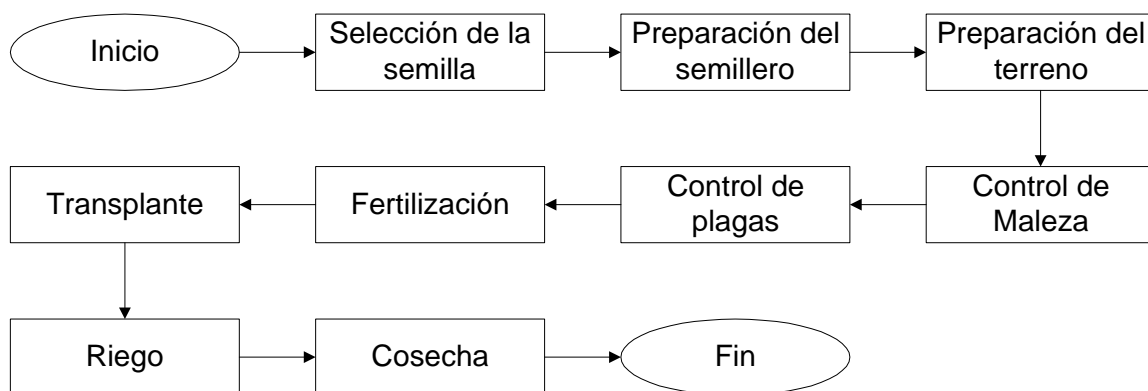 Inicio
Selección de la
semilla
Preparación del
semillero
Preparación del
terreno
Control de
Maleza
Control de
plagas
Fertilización
Transplante
Riego
Cosecha
Fin